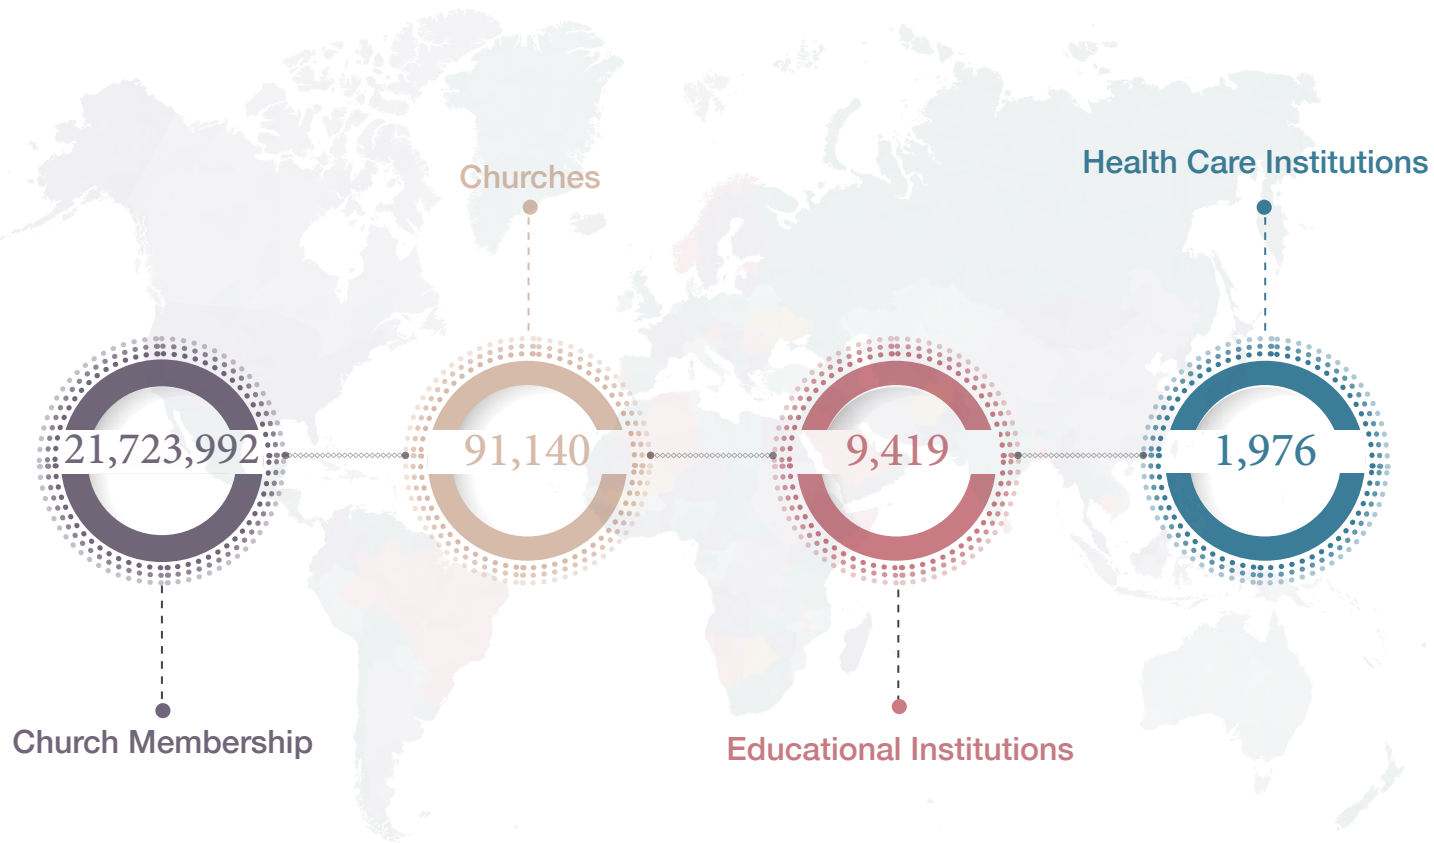 Health Care Institutions
Churches
21,723,992
91,140
9,419
1,976
Church Membership
Educational Institutions